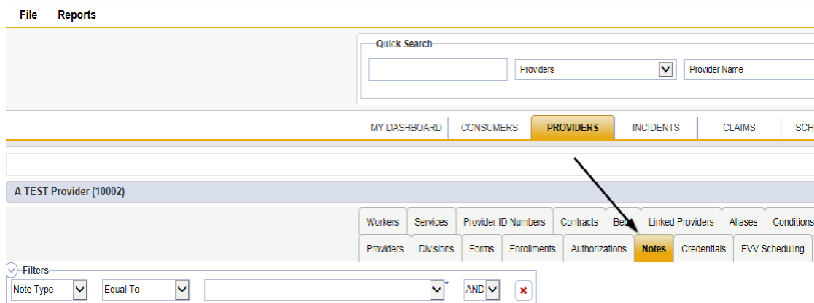 File Reports
Quick Search
Providers Provider Name
MY DASHBOARD CONSUMERS PROVIDERS INCIDENTS CLAIMS SCH
A TEST Provider (10002)
Workers Services Provider ID Numbers Contracts Linked Providers Aliases Conditions
Providers Divisions Forms Enrollments Authorizations Notes Credentials EVV Scheduling
Filters
Note Type Equal To AND